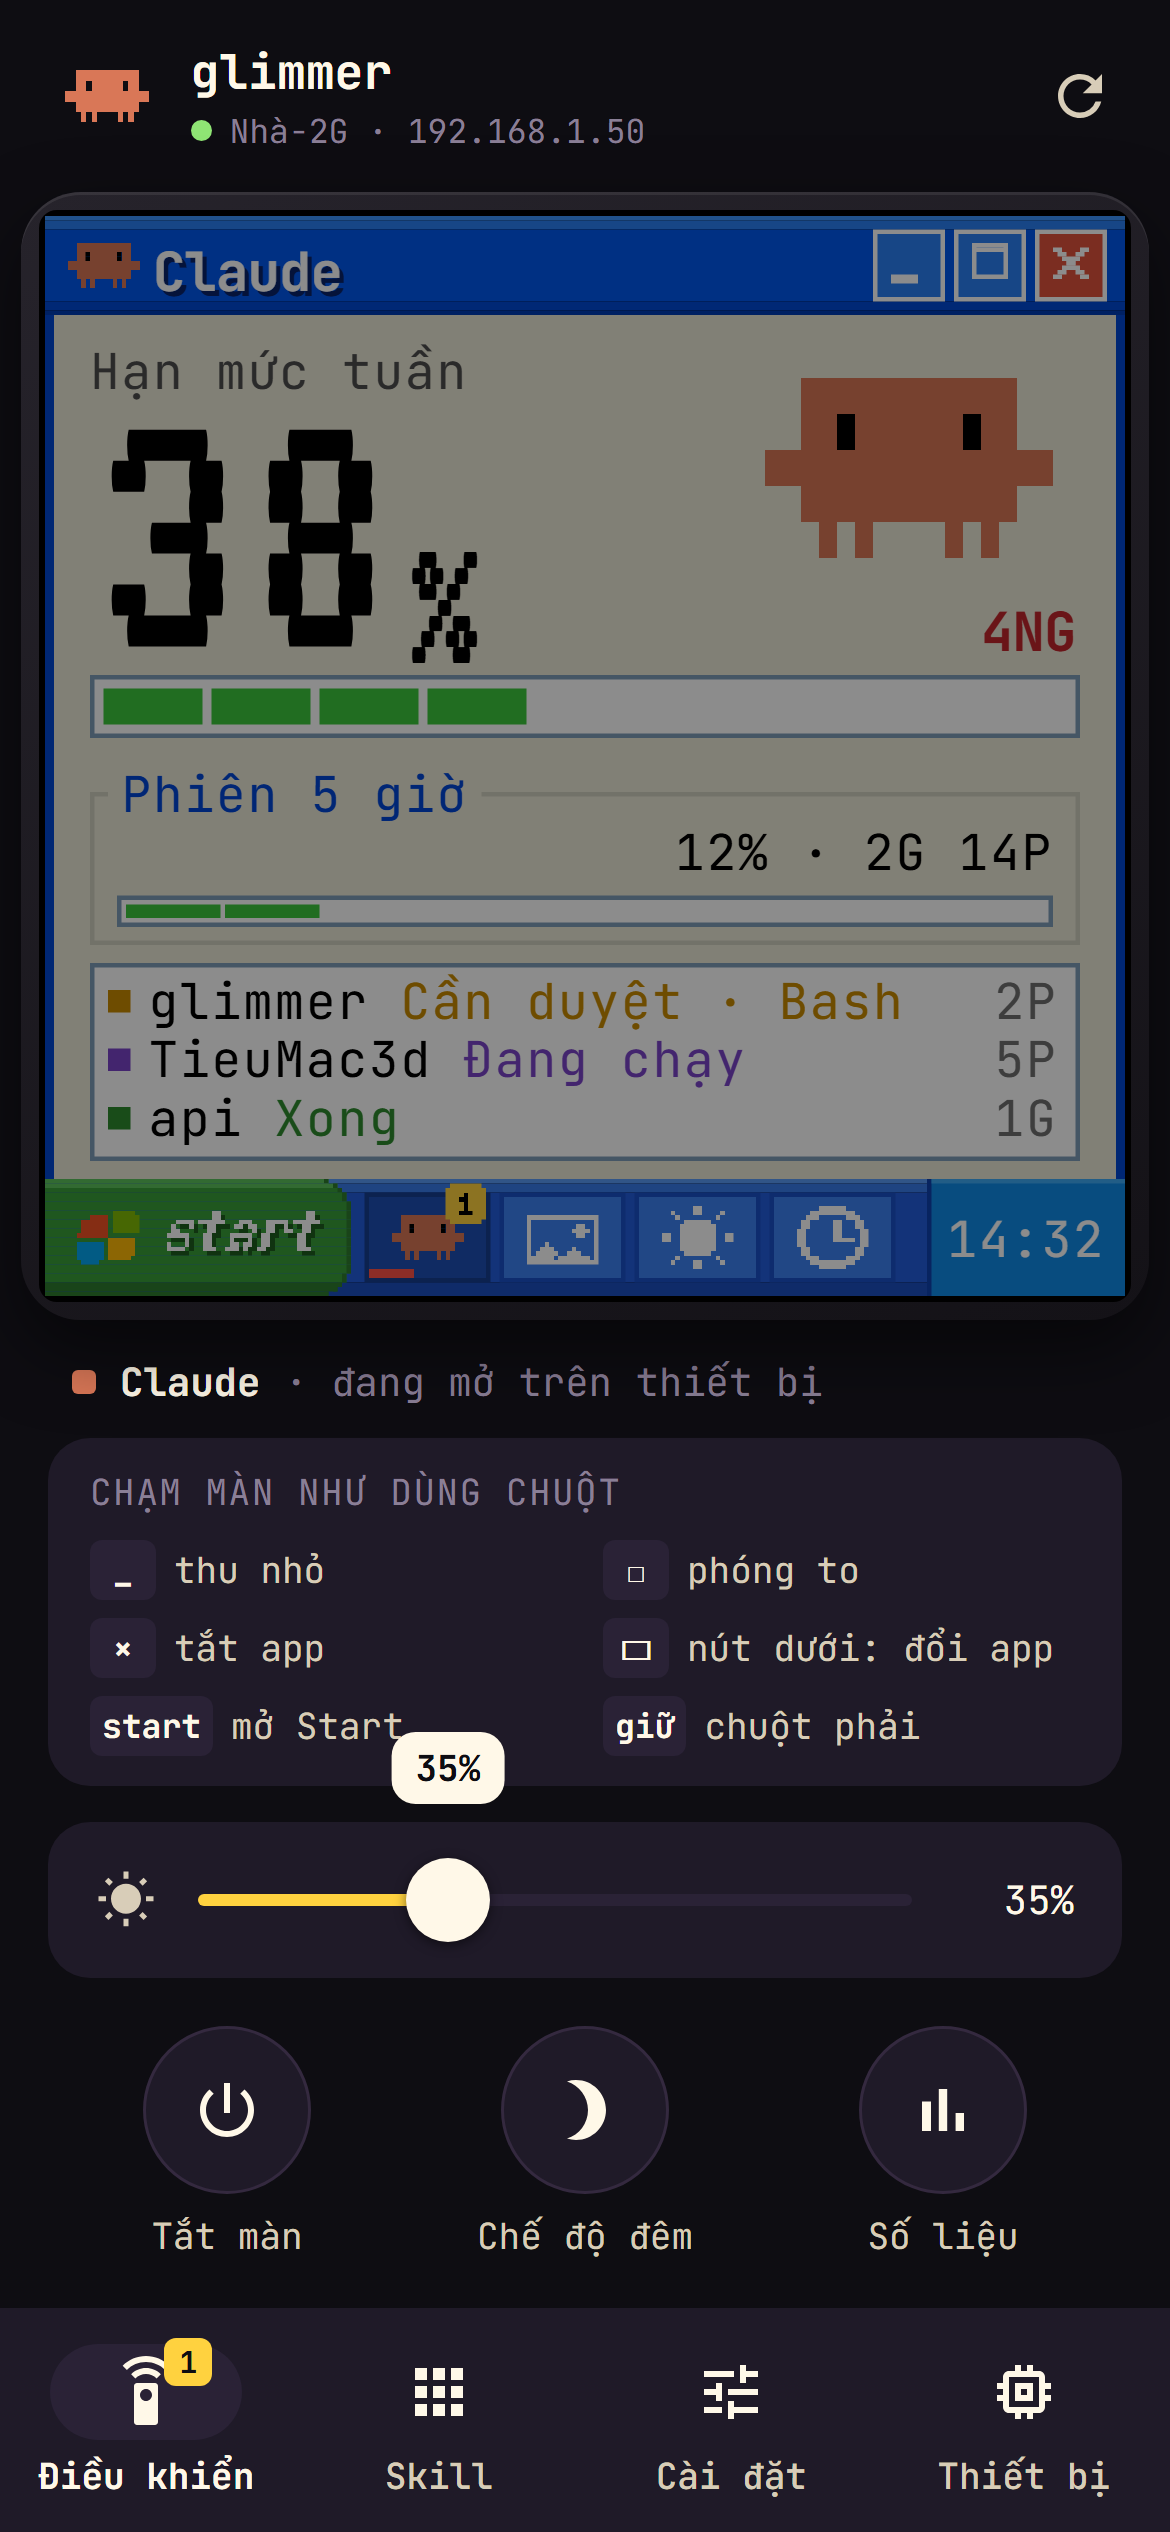 glimmer
Nhà-2G · 192.168.1.50
Claude
Hạn mức tuần
38%
4NG
Phiên 5 giờ
12% · 2G 14P
glimmer Cần duyệt · Bash 2P
TieuMac3d Đang chạy 5P
api Xong 1G
start 1 14:32
Claude · đang mở trên thiết bị
CHẠM MÀN NHƯ DÙNG CHUỘT
_ thu nhỏ □ phóng to
× tắt app ▭ nút dưới: đổi app
start mở Start giữ chuột phải
35%
35%
Tắt màn Chế độ đêm Số liệu
1
Điều khiển Skill Cài đặt Thiết bị